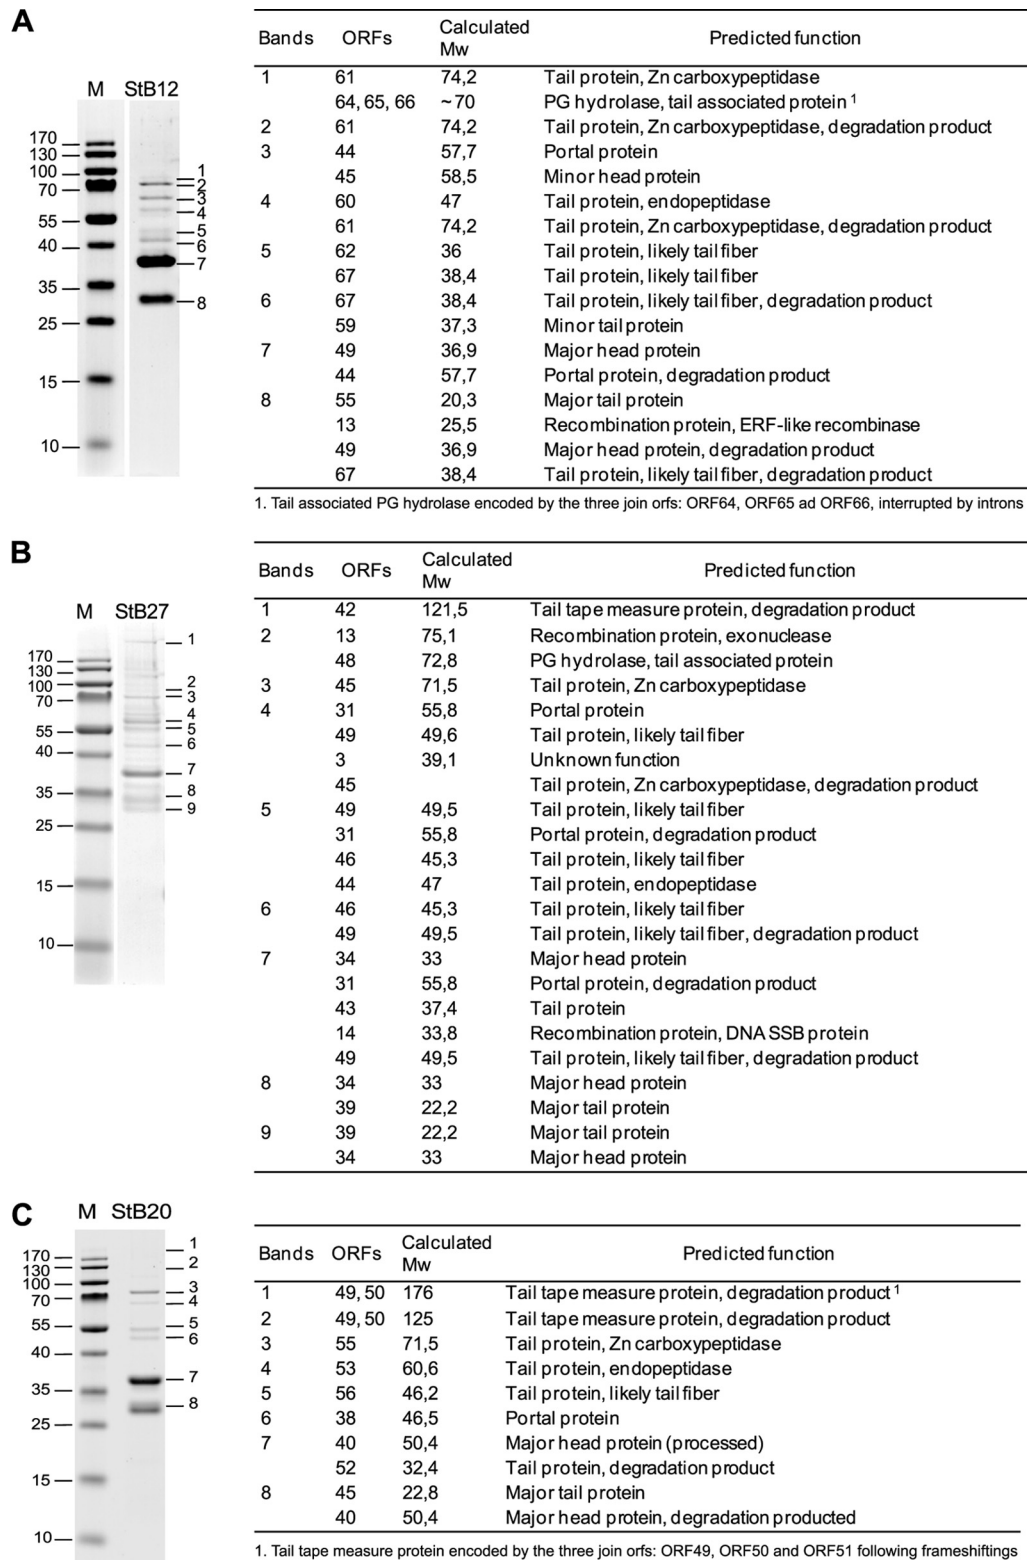 A
M StB12
170
130
100
70
55
40
35
25
15
10
1
2
3
4
5
6
7
8
Bands ORFs Calculated Mw Predicted function
1 61 74,2 Tail protein, Zn carboxypeptidase
64, 65, 66 ~70 PG hydrolase, tail associated protein 1
2 61 74,2 Tail protein, Zn carboxypeptidase, degradation product
3 44 57,7 Portal protein
45 58,5 Minor head protein
4 60 47 Tail protein, endopeptidase
61 74,2 Tail protein, Zn carboxypeptidase, degradation product
5 62 36 Tail protein, likely tail fiber
67 38,4 Tail protein, likely tail fiber
6 67 38,4 Tail protein, likely tail fiber, degradation product
59 37,3 Minor tail protein
7 49 36,9 Major head protein
44 57,7 Portal protein, degradation product
8 55 20,3 Major tail protein
13 25,5 Recombination protein, ERF-like recombinase
49 36,9 Major head protein, degradation product
67 38,4 Tail protein, likely tail fiber, degradation product
1. Tail associated PG hydrolase encoded by the three join orfs: ORF64, ORF65 ad ORF66, interrupted by introns
B
M StB27
170
130
100
70
55
40
35
25
15
10
1
2
3
4
5
6
7
8
9
Bands ORFs Calculated Mw Predicted function
1 42 121,5 Tail tape measure protein, degradation product
2 13 75,1 Recombination protein, exonuclease
48 72,8 PG hydrolase, tail associated protein
3 45 71,5 Tail protein, Zn carboxypeptidase
4 31 55,8 Portal protein
49 49,6 Tail protein, likely tail fiber
3 39,1 Unknown function
45 Tail protein, Zn carboxypeptidase, degradation product
5 49 49,5 Tail protein, likely tail fiber
31 55,8 Portal protein, degradation product
46 45,3 Tail protein, likely tail fiber
44 47 Tail protein, endopeptidase
6 46 45,3 Tail protein, likely tail fiber
49 49,5 Tail protein, likely tail fiber, degradation product
7 34 33 Major head protein
31 55,8 Portal protein, degradation product
43 37,4 Tail protein
14 33,8 Recombination protein, DNA SSB protein
49 49,5 Tail protein, likely tail fiber, degradation product
8 34 33 Major head protein
39 22,2 Major tail protein
9 39 22,2 Major tail protein
34 33 Major head protein
C
M StB20
170
130
100
70
55
40
35
25
15
10
1
2
3
4
5
6
7
8
Bands ORFs Calculated Mw Predicted function
1 49, 50 176 Tail tape measure protein, degradation product 1
2 49, 50 125 Tail tape measure protein, degradation product
3 55 71,5 Tail protein, Zn carboxypeptidase
4 53 60,6 Tail protein, endopeptidase
5 56 46,2 Tail protein, likely tail fiber
6 38 46,5 Portal protein
7 40 50,4 Major head protein (processed)
52 32,4 Tail protein, degradation product
8 45 22,8 Major tail protein
40 50,4 Major head protein, degradation producted
1. Tail tape measure protein encoded by the three join orfs: ORF49, ORF50 and ORF51 following frameshiftings